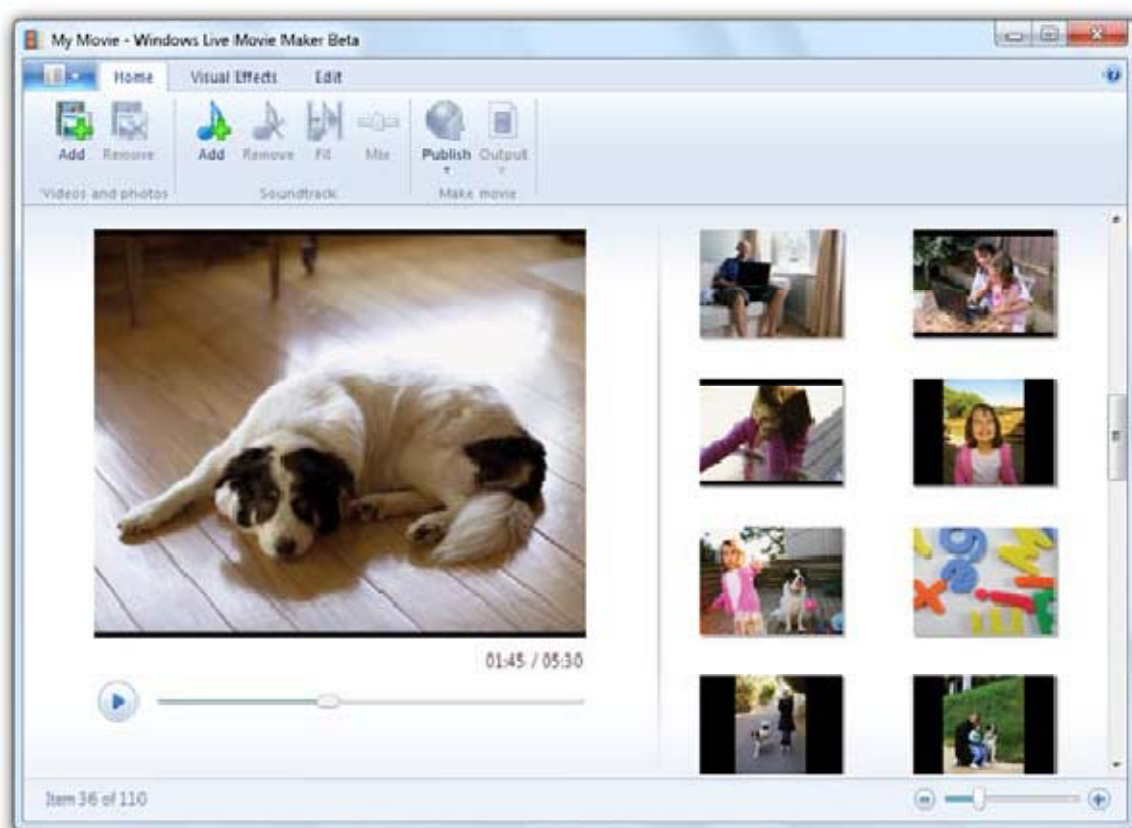 My Movie - Windows Live Movie Maker Beta
Home Visual Effects Edit
Add Remove Add Remove Fit Mix Publish Output
Videos and photos Soundtrack Make movie
01:45 / 05:30
Item 36 of 110